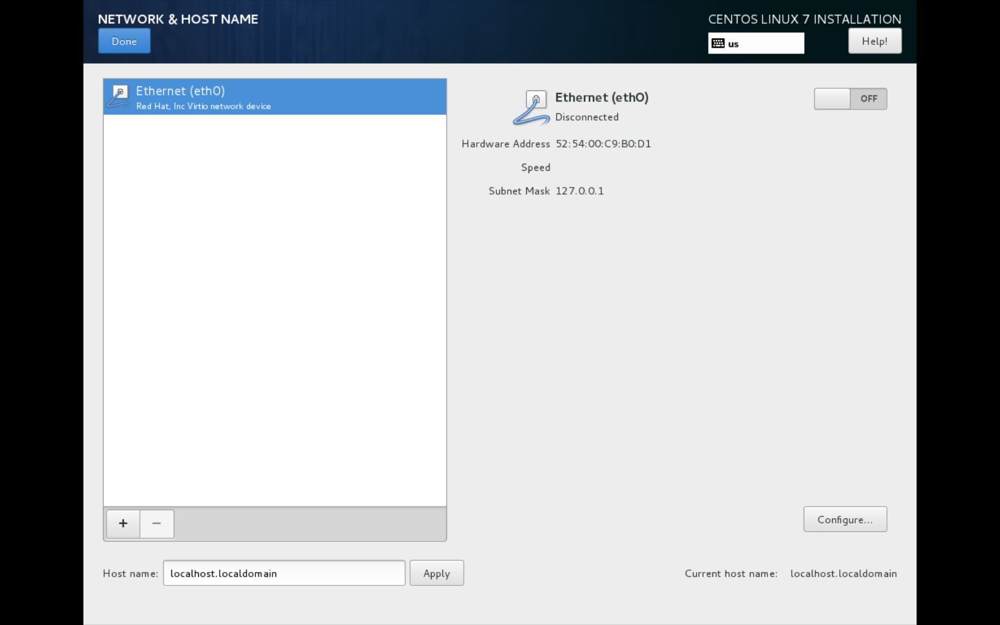 NETWORK & HOST NAME
CENTOS LINUX 7 INSTALLATION
Done
us
Help!
Ethernet (eth0)
Red Hat, Inc Virtio network device
Ethernet (eth0)
Disconnected
OFF
Hardware Address 52:54:00:C9:B0:D1
Speed
Subnet Mask 127.0.0.1
+ −
Configure...
Host name: localhost.localdomain Apply
Current host name: localhost.localdomain